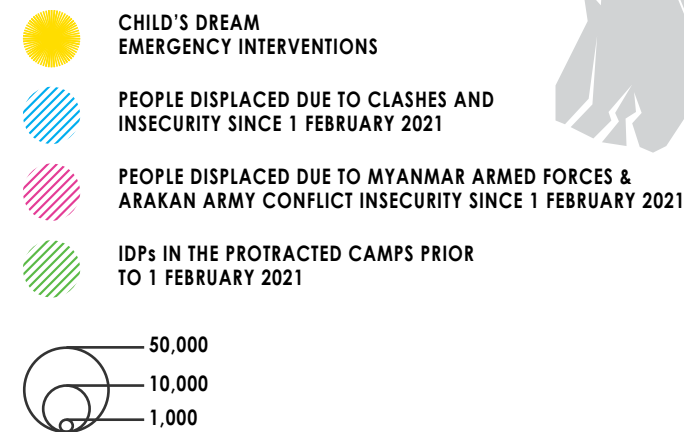 CHILD'S DREAM
EMERGENCY INTERVENTIONS
PEOPLE DISPLACED DUE TO CLASHES AND
INSECURITY SINCE 1 FEBRUARY 2021
PEOPLE DISPLACED DUE TO MYANMAR ARMED FORCES &
ARAKAN ARMY CONFLICT INSECURITY SINCE 1 FEBRUARY 2021
IDPs IN THE PROTRACTED CAMPS PRIOR
TO 1 FEBRUARY 2021
50,000
10,000
1,000